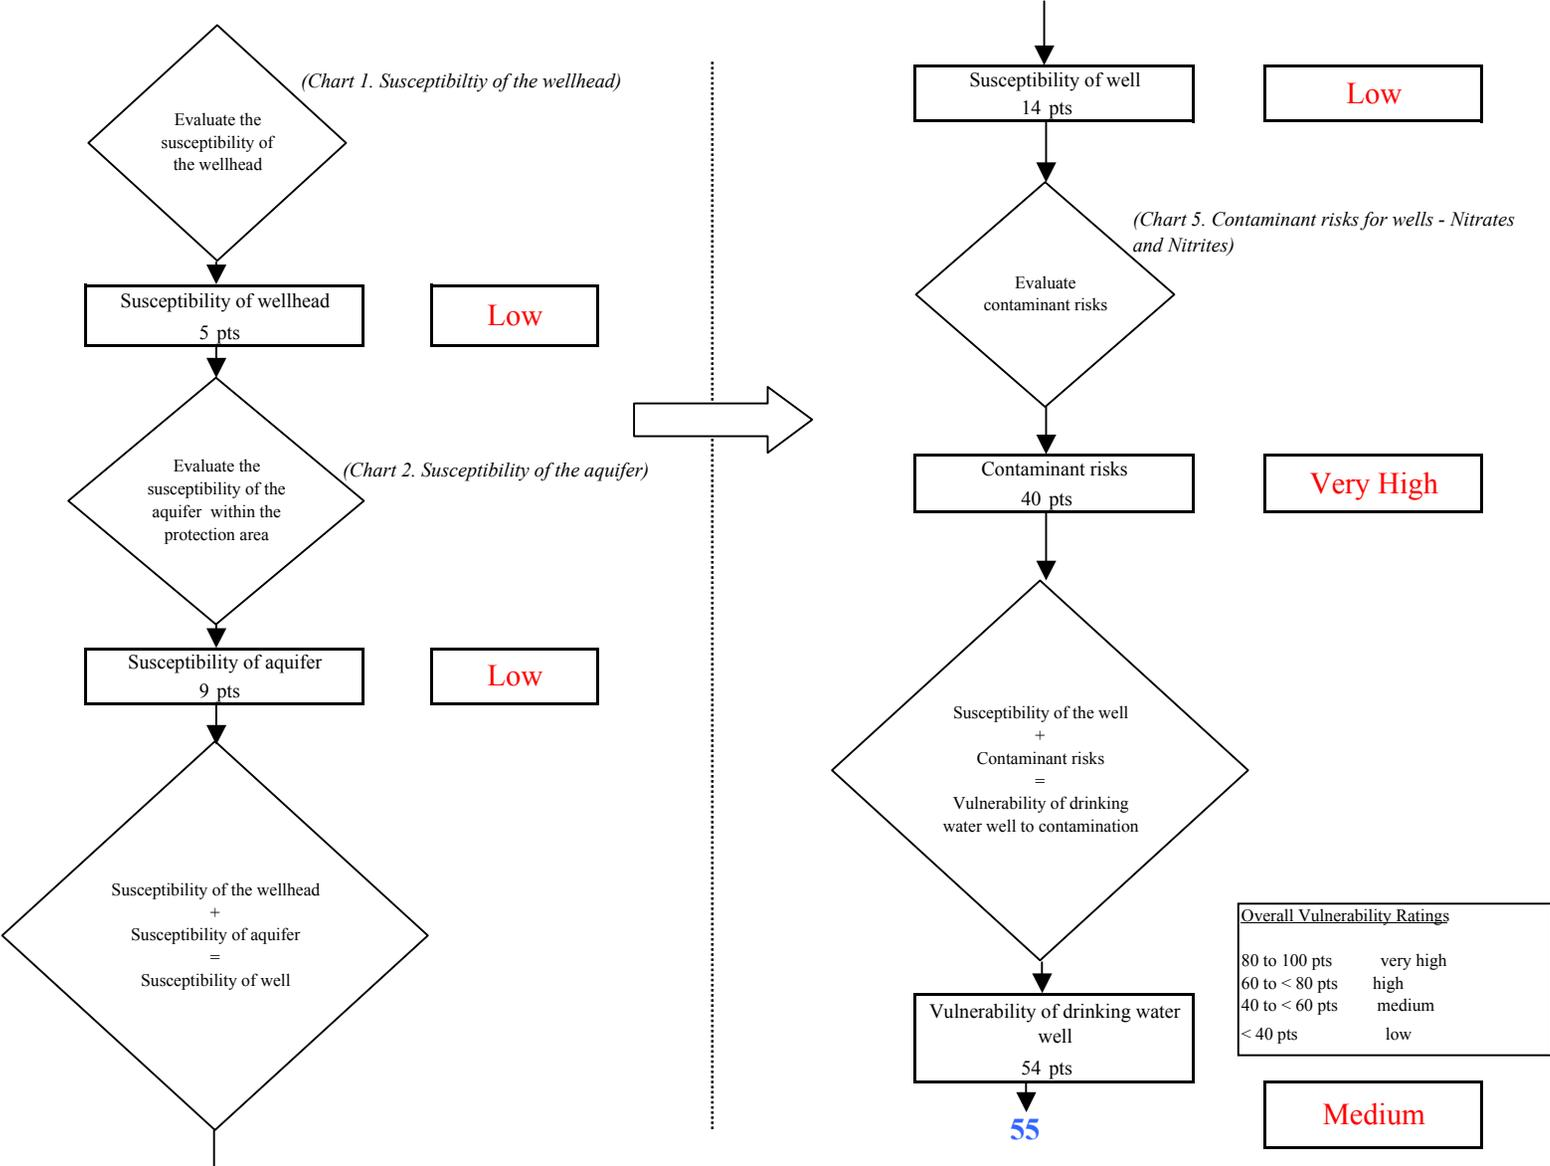 (Chart 1. Susceptibiltiy of the wellhead)
Evaluate the
susceptibility of
the wellhead
Susceptibility of wellhead
5 pts
Low
(Chart 2. Susceptibility of the aquifer)
Evaluate the
susceptibility of the
aquifer within the
protection area
Susceptibility of aquifer
9 pts
Low
Susceptibility of the wellhead
+
Susceptibility of aquifer
=
Susceptibility of well
Susceptibility of well
14 pts
Low
(Chart 5. Contaminant risks for wells - Nitrates
and Nitrites)
Evaluate
contaminant risks
Contaminant risks
40 pts
Very High
Susceptibility of the well
+
Contaminant risks
=
Vulnerability of drinking
water well to contamination
Overall Vulnerability Ratings
80 to 100 pts very high
60 to < 80 pts high
40 to < 60 pts medium
< 40 pts low
Vulnerability of drinking water
well
54 pts
55
Medium